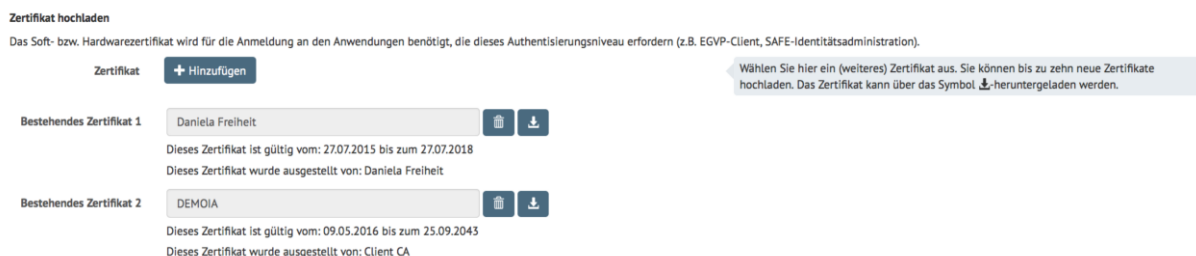 Zertifikat hochladen
Das Soft- bzw. Hardwarezertifikat wird für die Anmeldung an den Anwendungen benötigt, die dieses Authentisierungsniveau erfordern (z.B. EGVP-Client, SAFE-Identitätsadministration).
Zertifikat
Hinzufügen
Wählen Sie hier ein (weiteres) Zertifikat aus. Sie können bis zu zehn neue Zertifikate
hochladen. Das Zertifikat kann über das Symbol -heruntergeladen werden.
Bestehendes Zertifikat 1
Daniela Freiheit
Dieses Zertifikat ist gültig vom: 27.07.2015 bis zum 27.07.2018
Dieses Zertifikat wurde ausgestellt von: Daniela Freiheit
Bestehendes Zertifikat 2
DEMOIA
Dieses Zertifikat ist gültig vom: 09.05.2016 bis zum 25.09.2043
Dieses Zertifikat wurde ausgestellt von: Client CA